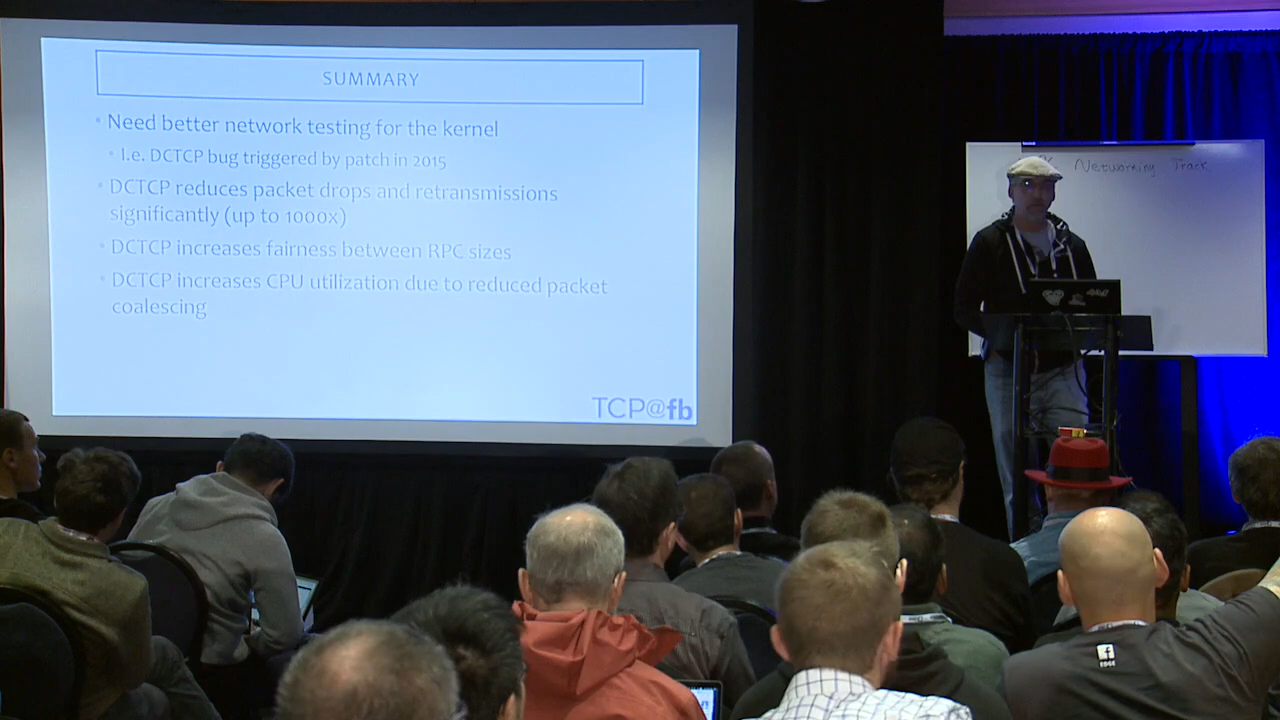 SUMMARY
Need better network testing for the kernel
I.e. DCTCP bug triggered by patch in 2015
DCTCP reduces packet drops and retransmissions
significantly (up to 1000x)
DCTCP increases fairness between RPC sizes
DCTCP increases CPU utilization due to reduced packet
coalescing
TCP@fb
Networking Track
f
EDGE